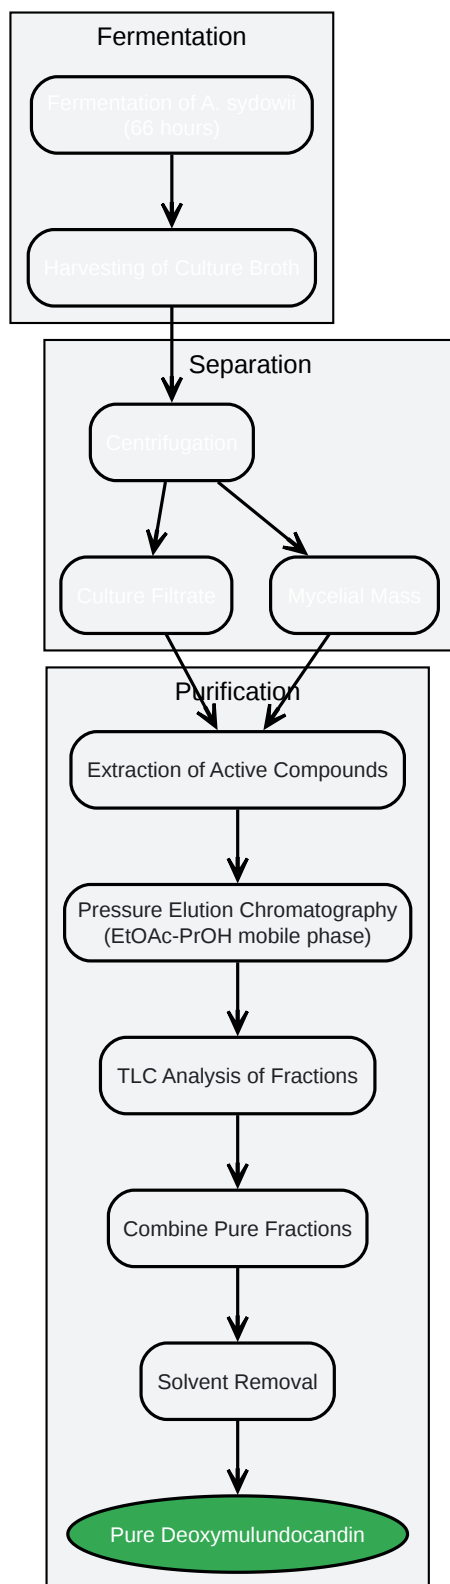 Fermentation
Fermentation of A. sydowii
(66 hours)
Harvesting of Culture Broth
Separation
Centrifugation
Culture Filtrate
Mycelial Mass
Purification
Extraction of Active Compounds
Pressure Elution Chromatography
(EtOAc-PrOH mobile phase)
TLC Analysis of Fractions
Combine Pure Fractions
Solvent Removal
Pure Deoxymulundocandin